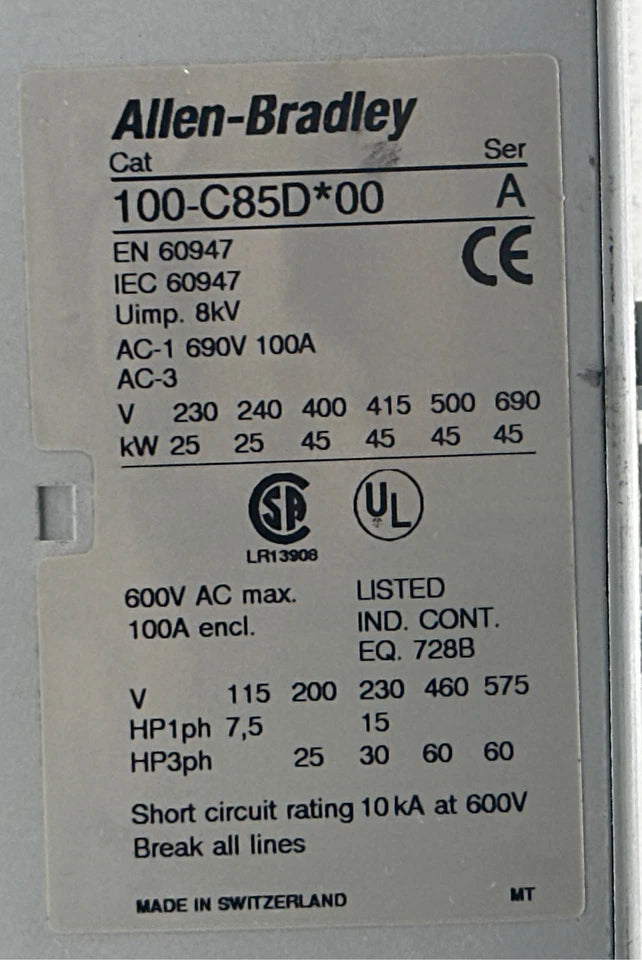 Allen-Bradley
Cat Ser
100-C85D*00 A
EN 60947 CE
IEC 60947
Uimp. 8kV
AC-1 690V 100A
AC-3
V 230 240 400 415 500 690
kW 25 25 45 45 45 45
SA UL
LR13908
600V AC max. LISTED
100A encl. IND. CONT.
EQ. 728B
V 115 200 230 460 575
HP1ph 7,5 15
HP3ph 25 30 60 60
Short circuit rating 10 kA at 600V
Break all lines
MADE IN SWITZERLAND MT